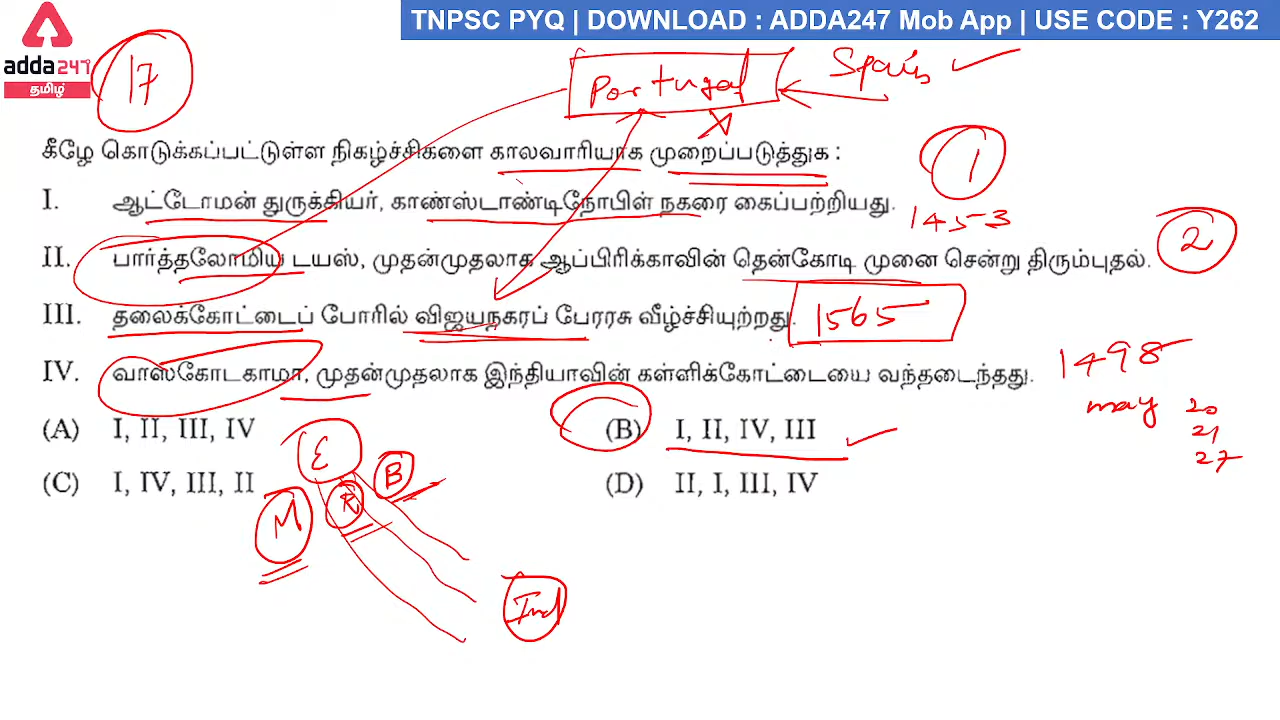 TNPSC PYQ | DOWNLOAD : ADDA247 Mob App | USE CODE : Y262
adda247
தமிழ்
17
Portugal
Spain
கீழே கொடுக்கப்பட்டுள்ள நிகழ்ச்சிகளை காலவாரியாக முறைப்படுத்துக :
1
I. ஆட்டோமன் துருக்கியர், காண்ஸ்டாண்டிநோபிள் நகரை கைப்பற்றியது.
1453
II. பார்த்தலோமிய டயஸ், முதன்முதலாக ஆப்பிரிக்காவின் தென்கோடி முனை சென்று திரும்புதல்.
2
III. தலைக்கோட்டைப் போரில் விஜயநகரப் பேரரசு வீழ்ச்சியுற்றது.
1565
IV. வாஸ்கோடகாமா, முதன்முதலாக இந்தியாவின் கள்ளிக்கோட்டையை வந்தடைந்தது.
1498
may 20
21
27
(A) I, II, III, IV
(B) I, II, IV, III
(C) I, IV, III, II
(D) II, I, III, IV
E
B
R
M
Ind